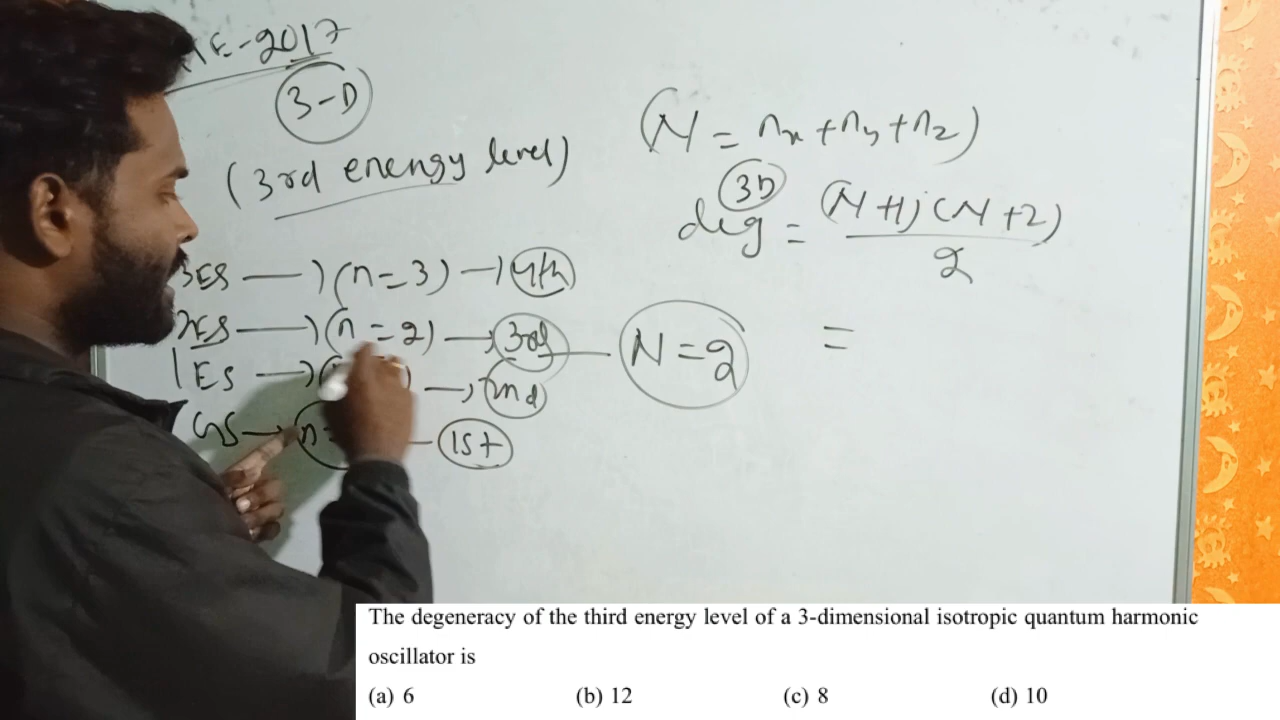 E-2017
3-D
(3rd energy level)
(N = nx + ny + nz)
3D
deg = (N+1)(N+2)
2
3ES —) (n=3) —) 4th
2ES —) (n=2) —) 3rd — N=2 =
1ES —) —) 2nd
GS → — 1st
The degeneracy of the third energy level of a 3-dimensional isotropic quantum harmonic
oscillator is
(a) 6 (b) 12 (c) 8 (d) 10